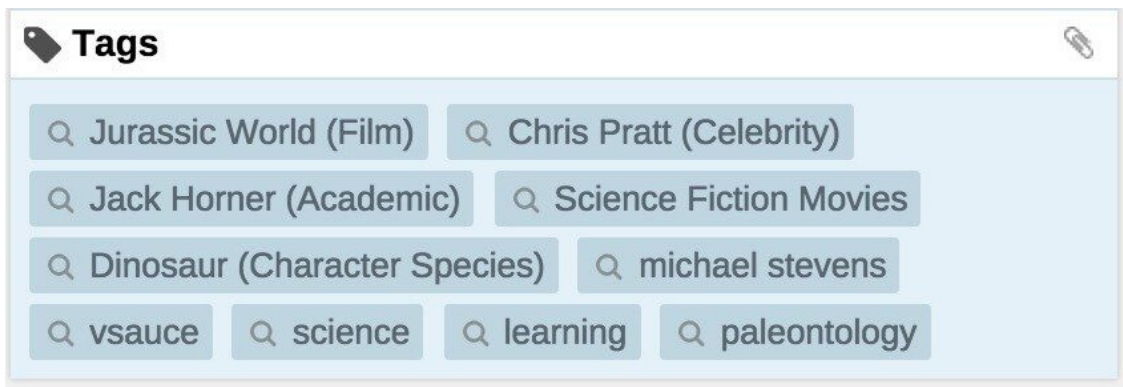 Tags
Jurassic World (Film) Chris Pratt (Celebrity)
Jack Horner (Academic) Science Fiction Movies
Dinosaur (Character Species) michael stevens
vsauce science learning paleontology